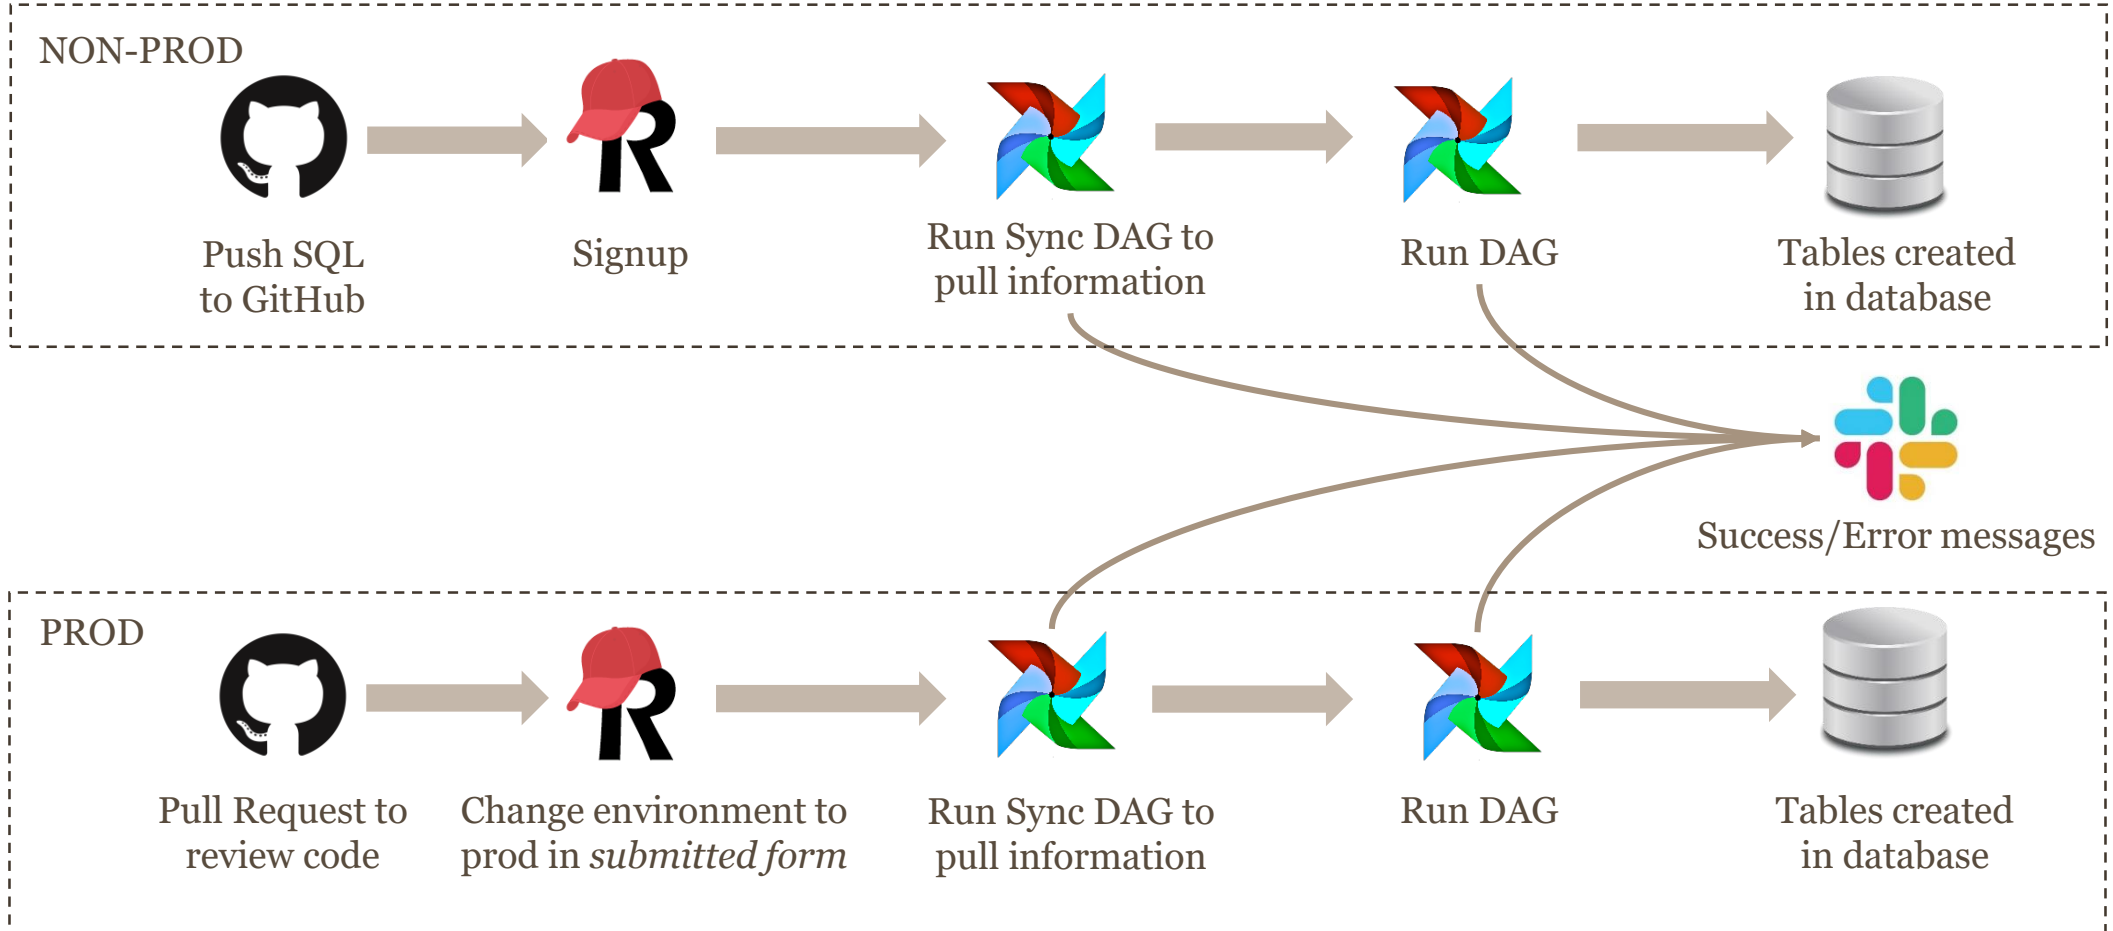 NON-PROD
Push SQL
to GitHub
Signup
Run Sync DAG to
pull information
Run DAG
Tables created
in database
Success/Error messages
PROD
Pull Request to
review code
Change environment to
prod in submitted form
Run Sync DAG to
pull information
Run DAG
Tables created
in database